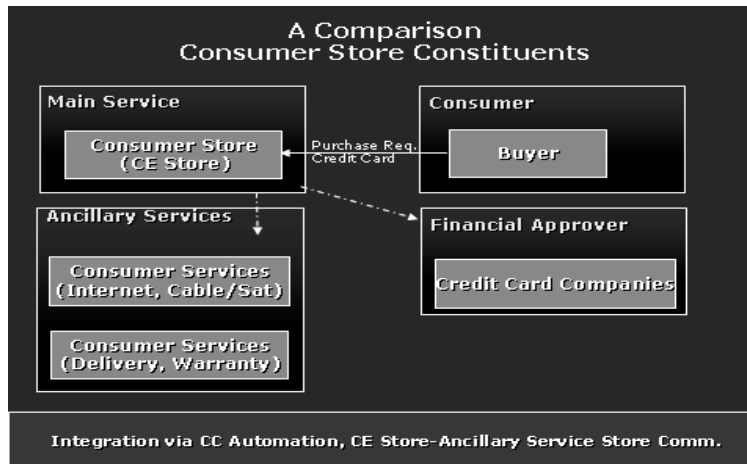 A Comparison
Consumer Store Constituents
Main Service
Consumer Store
(CE Store)
Purchase Req.
Credit Card
Consumer
Buyer
Ancillary Services
Consumer Services
(Internet, Cable/Sat)
Consumer Services
(Delivery, Warranty)
Financial Approver
Credit Card Companies
Integration via CC Automation, CE Store-Ancillary Service Store Comm.